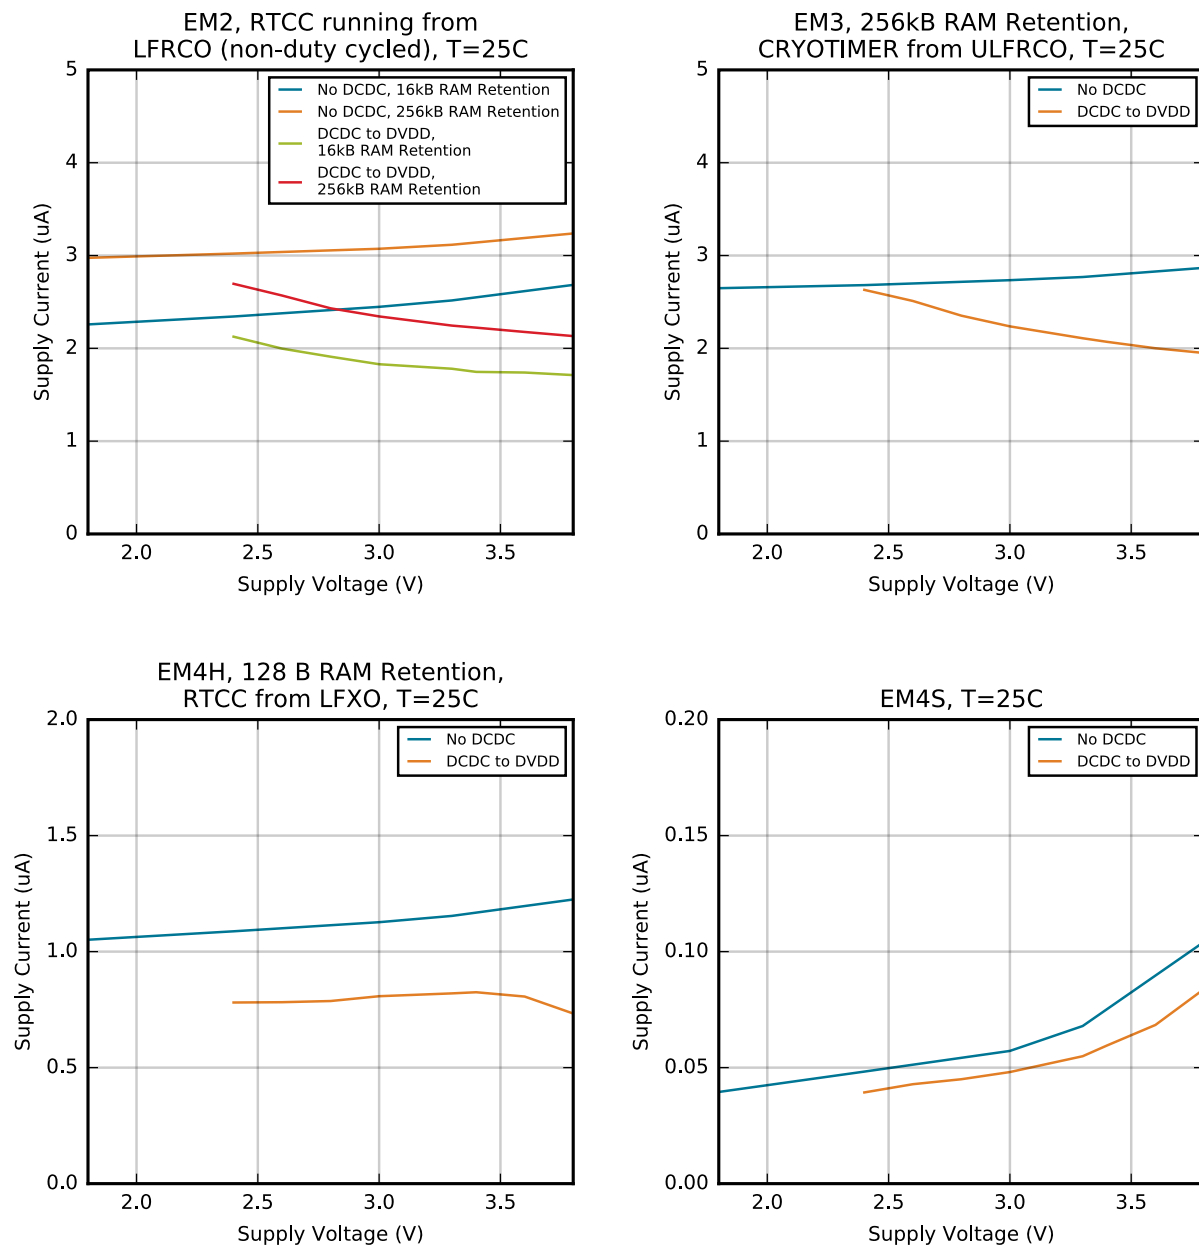 EM2, RTCC running from
LFRCO (non-duty cycled), T=25C
5
4
3
2
1
0
2.0 2.5 3.0 3.5
Supply Current (uA)
Supply Voltage (V)
No DCDC, 16kB RAM Retention
No DCDC, 256kB RAM Retention
DCDC to DVDD,
16kB RAM Retention
DCDC to DVDD,
256kB RAM Retention
EM3, 256kB RAM Retention,
CRYOTIMER from ULFRCO, T=25C
5
4
3
2
1
0
2.0 2.5 3.0 3.5
Supply Current (uA)
Supply Voltage (V)
No DCDC
DCDC to DVDD
EM4H, 128 B RAM Retention,
RTCC from LFXO, T=25C
2.0
1.5
1.0
0.5
0.0
2.0 2.5 3.0 3.5
Supply Current (uA)
Supply Voltage (V)
No DCDC
DCDC to DVDD
EM4S, T=25C
0.20
0.15
0.10
0.05
0.00
2.0 2.5 3.0 3.5
Supply Current (uA)
Supply Voltage (V)
No DCDC
DCDC to DVDD